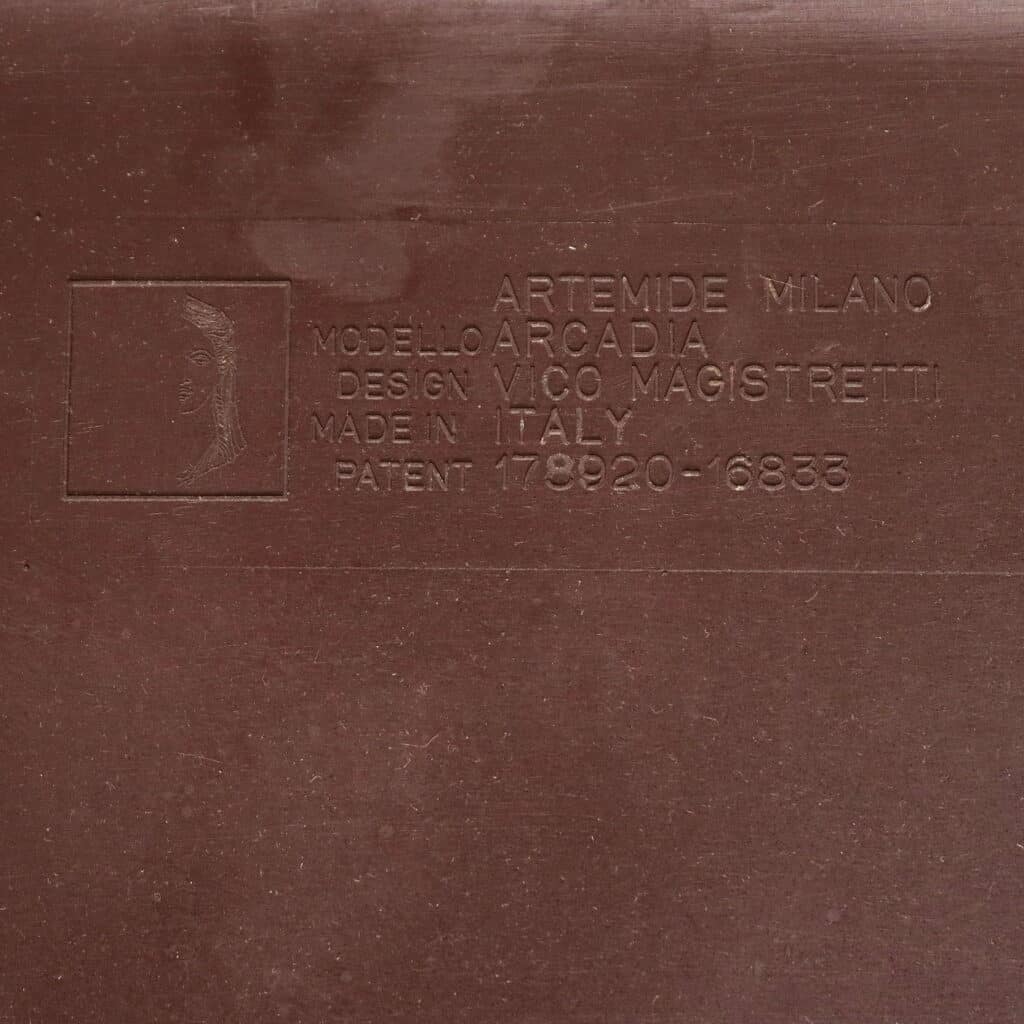 ARTEMIDE MILANO
MODELLO ARCADIA
DESIGN VICO MAGISTRETTI
MADE IN ITALY
PATENT 178920-16833